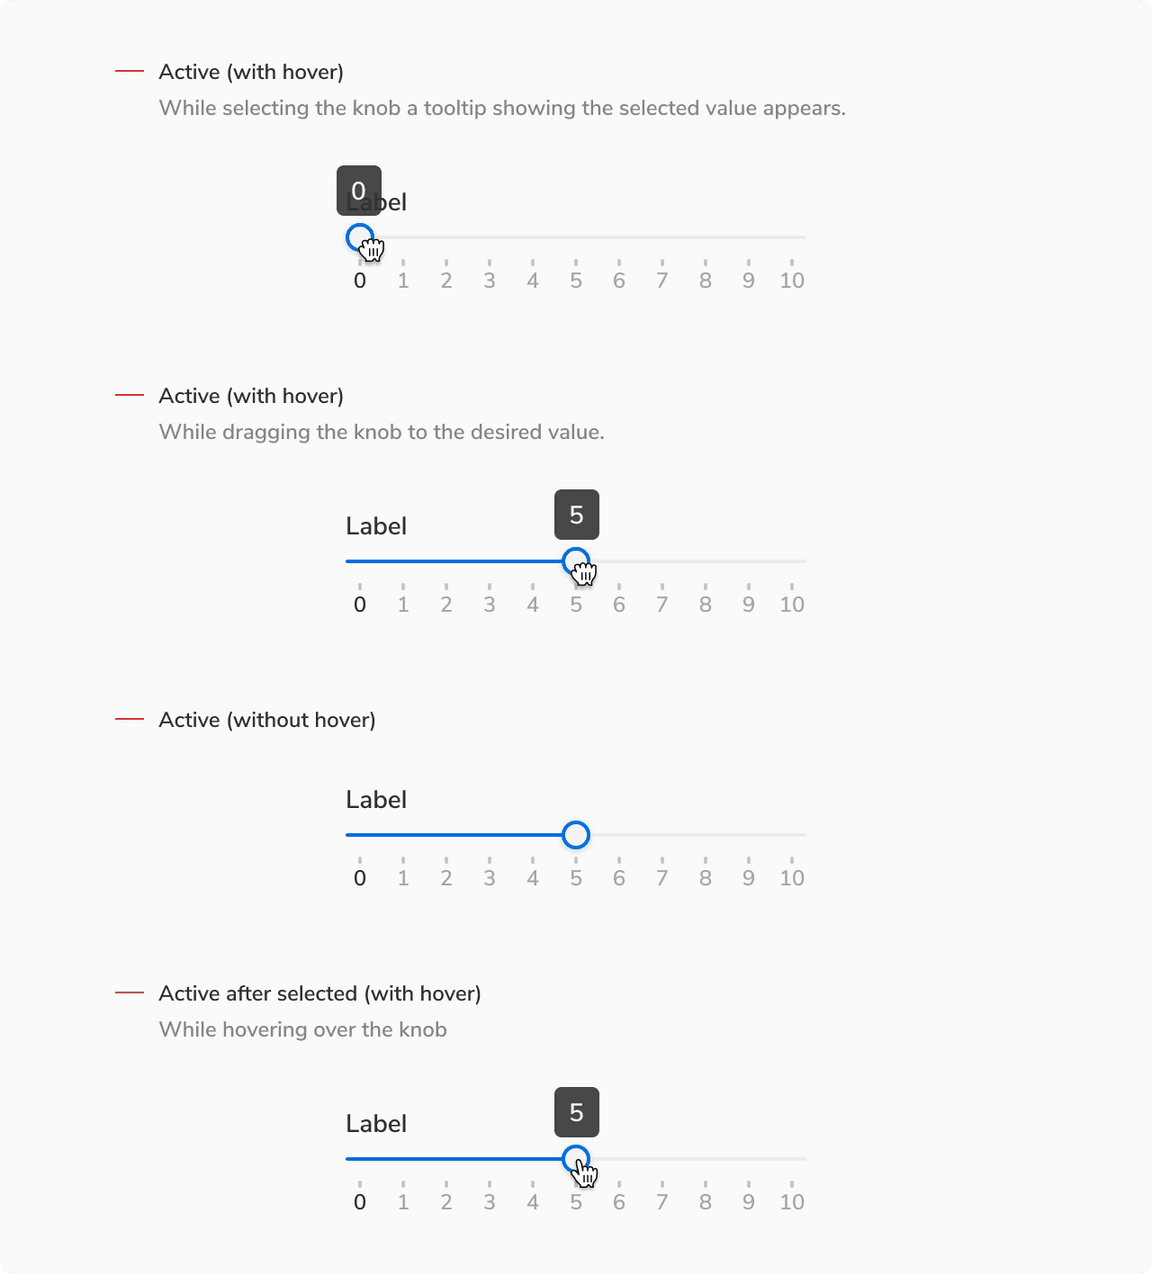 Active (with hover)
While selecting the knob a tooltip showing the selected value appears.
0
Label
0 1 2 3 4 5 6 7 8 9 10
Active (with hover)
While dragging the knob to the desired value.
5
Label
0 1 2 3 4 5 6 7 8 9 10
Active (without hover)
Label
0 1 2 3 4 5 6 7 8 9 10
Active after selected (with hover)
While hovering over the knob
5
Label
0 1 2 3 4 5 6 7 8 9 10